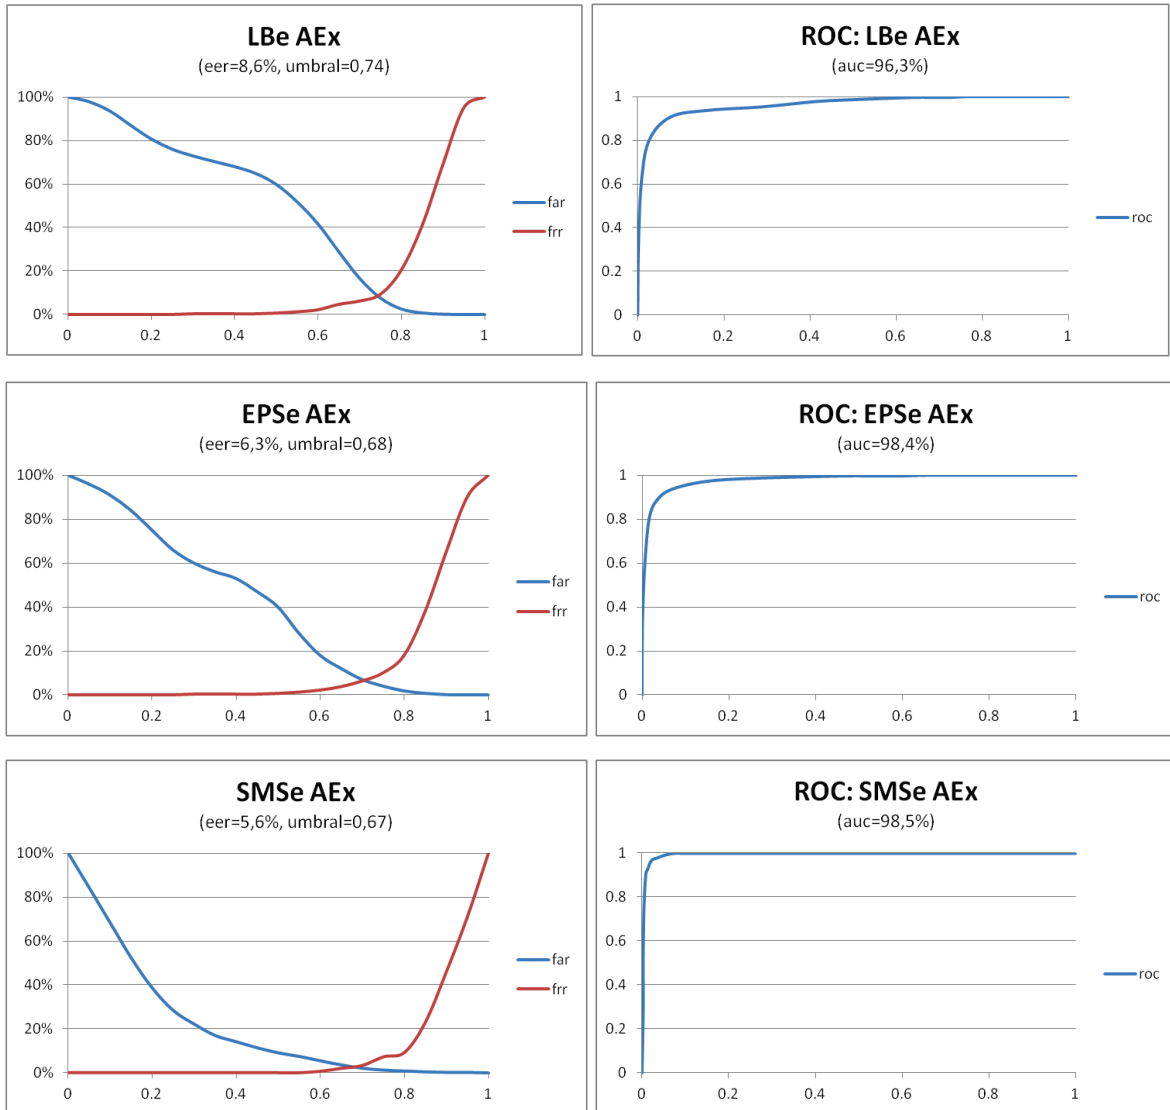 LBe AEx
(eer=8,6%, umbral=0,74)
100%
80%
60%
40%
20%
0%
0 0.2 0.4 0.6 0.8 1
far
frr
ROC: LBe AEx
(auc=96,3%)
1
0.8
0.6
0.4
0.2
0
0 0.2 0.4 0.6 0.8 1
roc
EPSe AEx
(eer=6,3%, umbral=0,68)
100%
80%
60%
40%
20%
0%
0 0.2 0.4 0.6 0.8 1
far
frr
ROC: EPSe AEx
(auc=98,4%)
1
0.8
0.6
0.4
0.2
0
0 0.2 0.4 0.6 0.8 1
roc
SMSe AEx
(eer=5,6%, umbral=0,67)
100%
80%
60%
40%
20%
0%
0 0.2 0.4 0.6 0.8 1
far
frr
ROC: SMSe AEx
(auc=98,5%)
1
0.8
0.6
0.4
0.2
0
0 0.2 0.4 0.6 0.8 1
roc